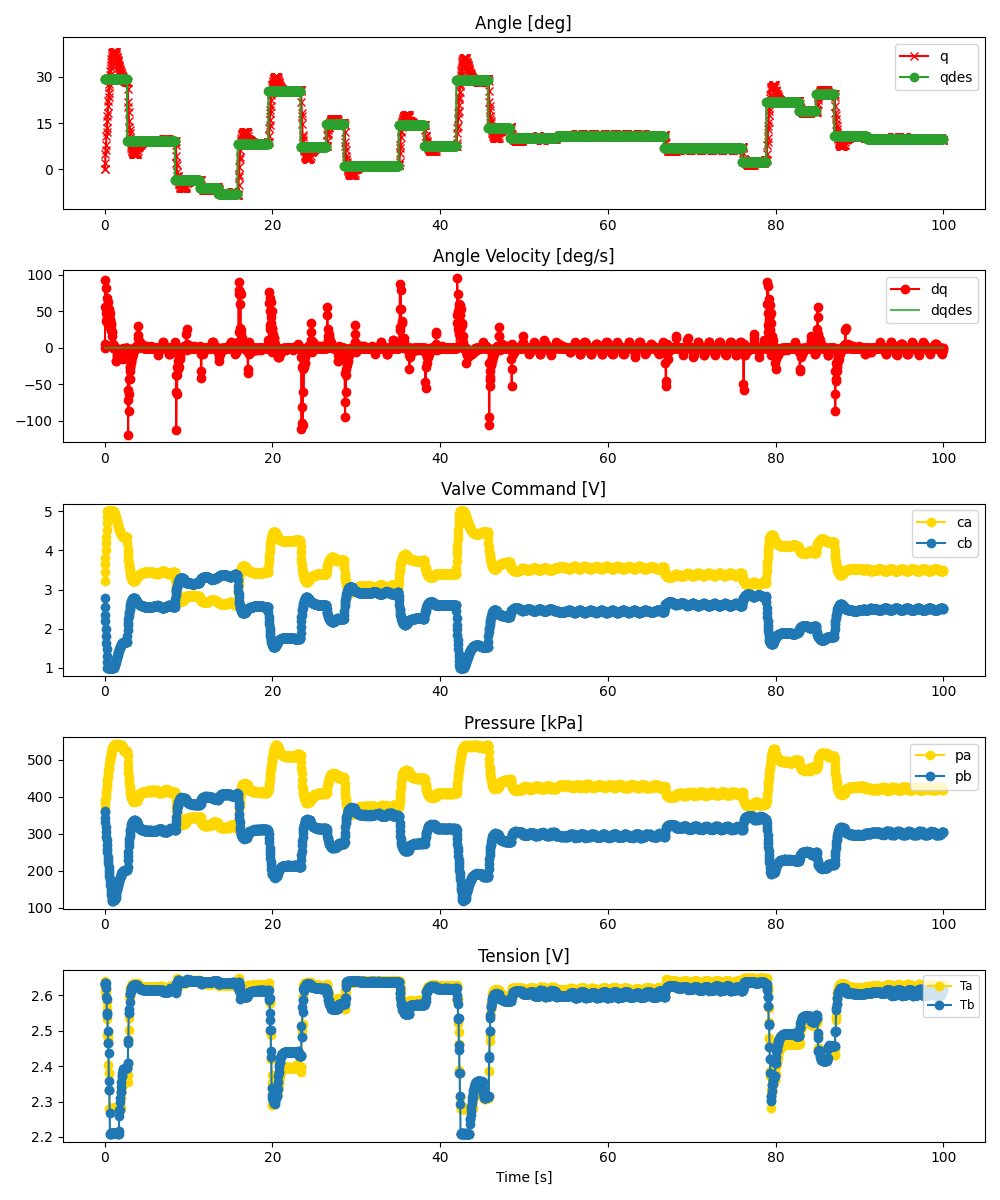 Angle [deg]
30
15
0
q
qdes
0 20 40 60 80 100
Angle Velocity [deg/s]
100
50
0
−50
−100
dq
dqdes
0 20 40 60 80 100
Valve Command [V]
5
4
3
2
1
ca
cb
0 20 40 60 80 100
Pressure [kPa]
500
400
300
200
100
pa
pb
0 20 40 60 80 100
Tension [V]
2.6
2.5
2.4
2.3
2.2
Ta
Tb
0 20 40 60 80 100
Time [s]